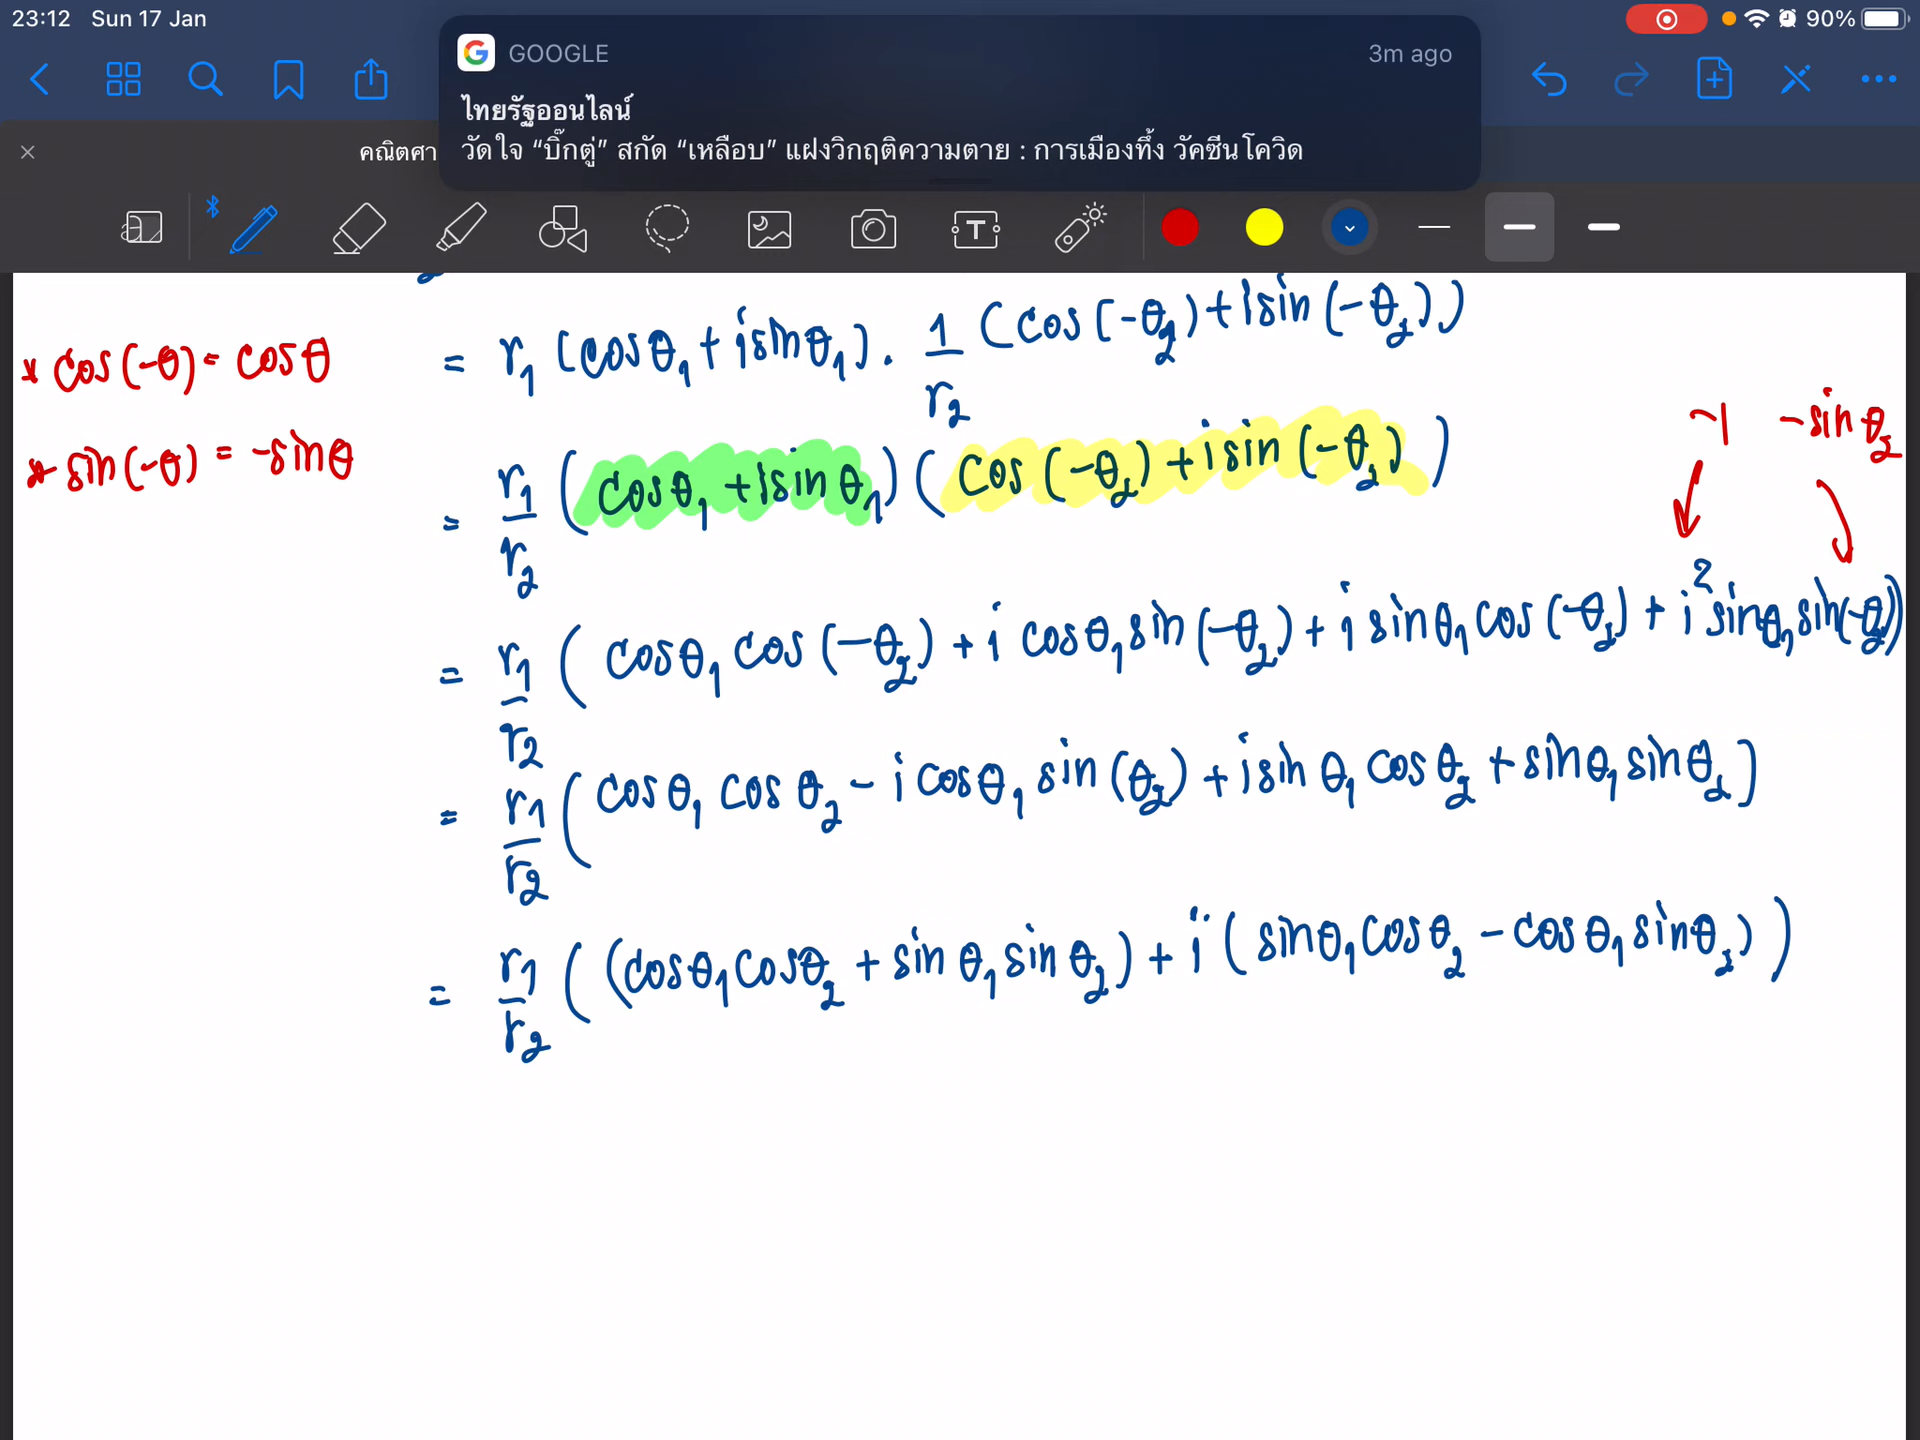 23:12 Sun 17 Jan
90%
GOOGLE
3m ago
ไทยรัฐออนไลน์
วัดใจ “บิ๊กตู่” สกัด “เหลือบ” แฝงวิกฤติความตาย : การเมืองทึ้ง วัคซีนโควิด
คณิตศา
= r₁ (cosθ₁ + isinθ₁) . 1/r₂ (cos(-θ₂) + isin(-θ₂))
* cos(-θ) = cosθ
-1 -sinθ₂
* sin(-θ) = -sinθ
= r₁/r₂ (cosθ₁ + isinθ₁) (cos(-θ₂) + isin(-θ₂))
= r₁/r₂ ( cosθ₁ cos(-θ₂) + i cosθ₁ sin(-θ₂) + i sinθ₁ cos(-θ₂) + i² sinθ₁ sin(-θ₂))
= r₁/r₂ ( cosθ₁ cosθ₂ - i cosθ₁ sin(θ₂) + isinθ₁ cosθ₂ + sinθ₁ sinθ₂ )
= r₁/r₂ ( (cosθ₁ cosθ₂ + sinθ₁ sinθ₂) + i (sinθ₁ cosθ₂ - cosθ₁ sinθ₂) )